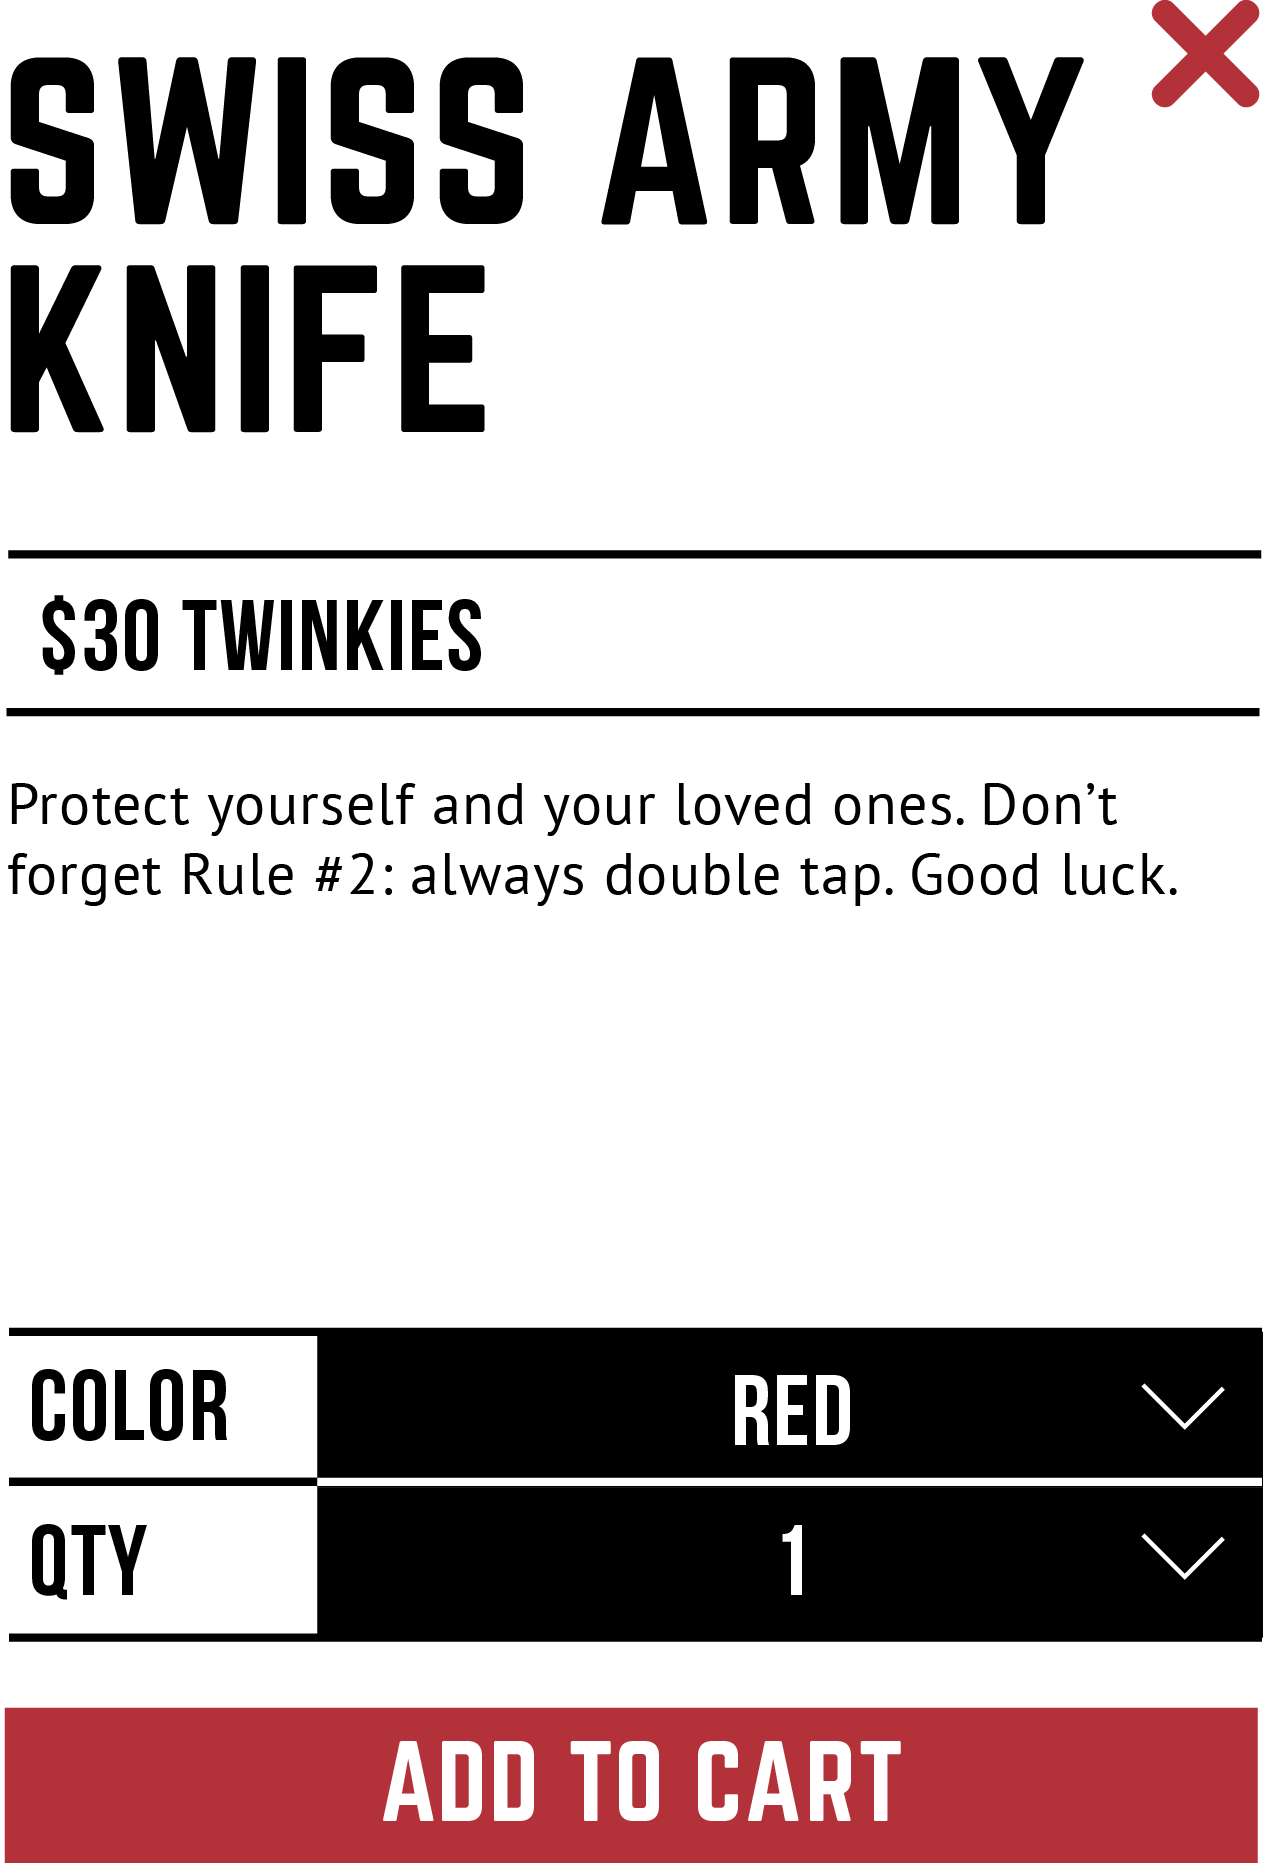 SWISS ARMY
KNIFE
$30 TWINKIES
Protect yourself and your loved ones. Don’t
forget Rule #2: always double tap. Good luck.
COLOR RED
QTY 1
ADD TO CART